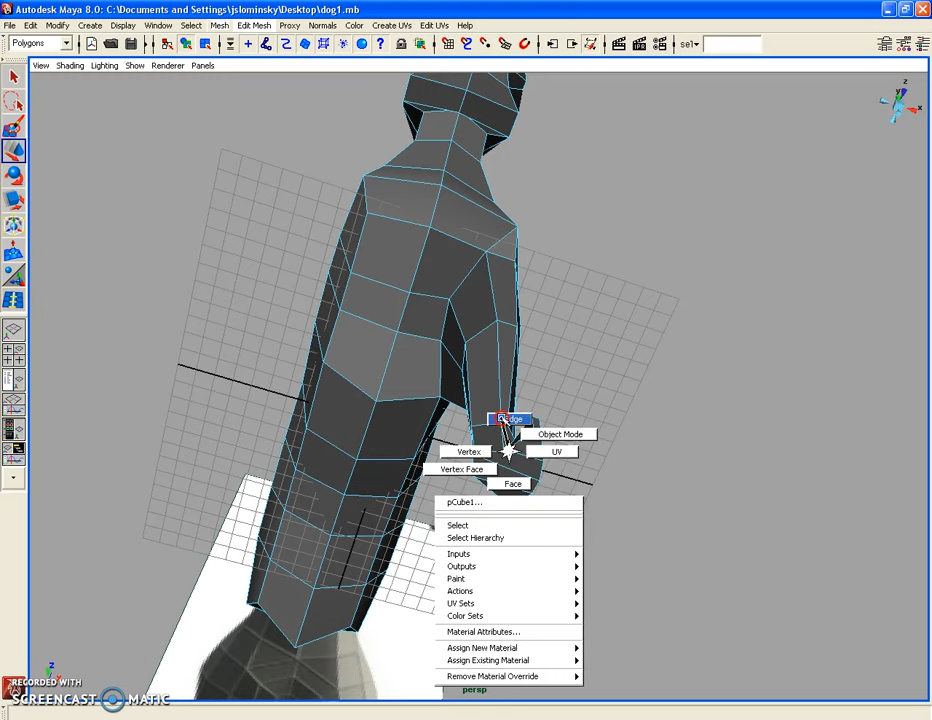 Autodesk Maya 8.0: C:\Documents and Settings\jslominsky\Desktop\dog1.mb
File Edit Modify Create Display Window Select Mesh Edit Mesh Proxy Normals Color Create UVs Edit UVs Help
Polygons
sel
View Shading Lighting Show Renderer Panels
z
y
x
Edge
Object Mode
Vertex
UV
Vertex Face
Face
pCube1...
Select
Select Hierarchy
Inputs
Outputs
Paint
Actions
UV Sets
Color Sets
Material Attributes...
Assign New Material
Assign Existing Material
Remove Material Override
persp
z
RECORDED WITH
SCREENCAST MATIC